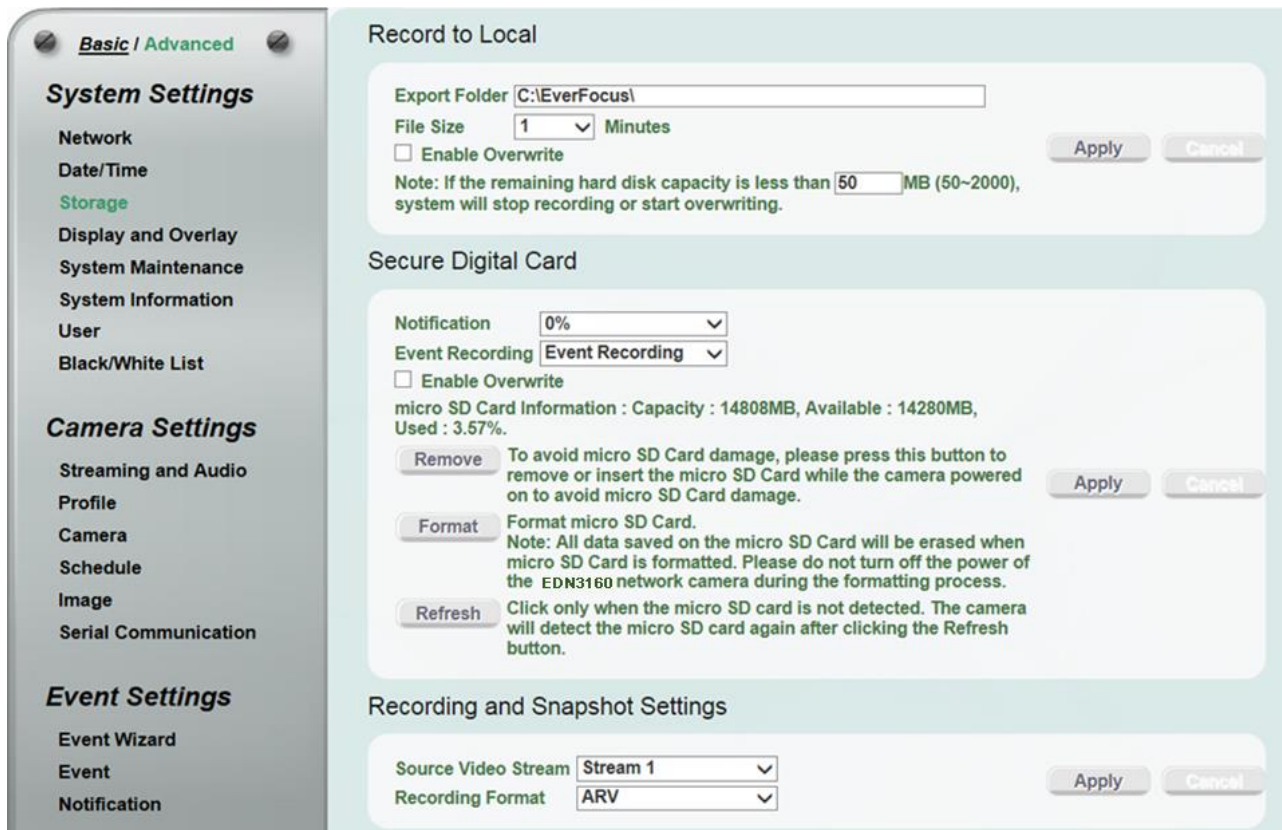 Basic / Advanced
System Settings
Network
Date/Time
Storage
Display and Overlay
System Maintenance
System Information
User
Black/White List
Camera Settings
Streaming and Audio
Profile
Camera
Schedule
Image
Serial Communication
Event Settings
Event Wizard
Event
Notification
Record to Local
Export Folder C:\EverFocus\
File Size 1 Minutes
Enable Overwrite
Apply Cancel
Note: If the remaining hard disk capacity is less than 50 MB (50~2000),
system will stop recording or start overwriting.
Secure Digital Card
Notification 0%
Event Recording Event Recording
Enable Overwrite
micro SD Card Information : Capacity : 14808MB, Available : 14280MB,
Used : 3.57%.
Remove To avoid micro SD Card damage, please press this button to
remove or insert the micro SD Card while the camera powered
on to avoid micro SD Card damage.
Apply Cancel
Format Format micro SD Card.
Note: All data saved on the micro SD Card will be erased when
micro SD Card is formatted. Please do not turn off the power of
the EDN3160 network camera during the formatting process.
Refresh Click only when the micro SD card is not detected. The camera
will detect the micro SD card again after clicking the Refresh
button.
Recording and Snapshot Settings
Source Video Stream Stream 1
Recording Format ARV
Apply Cancel